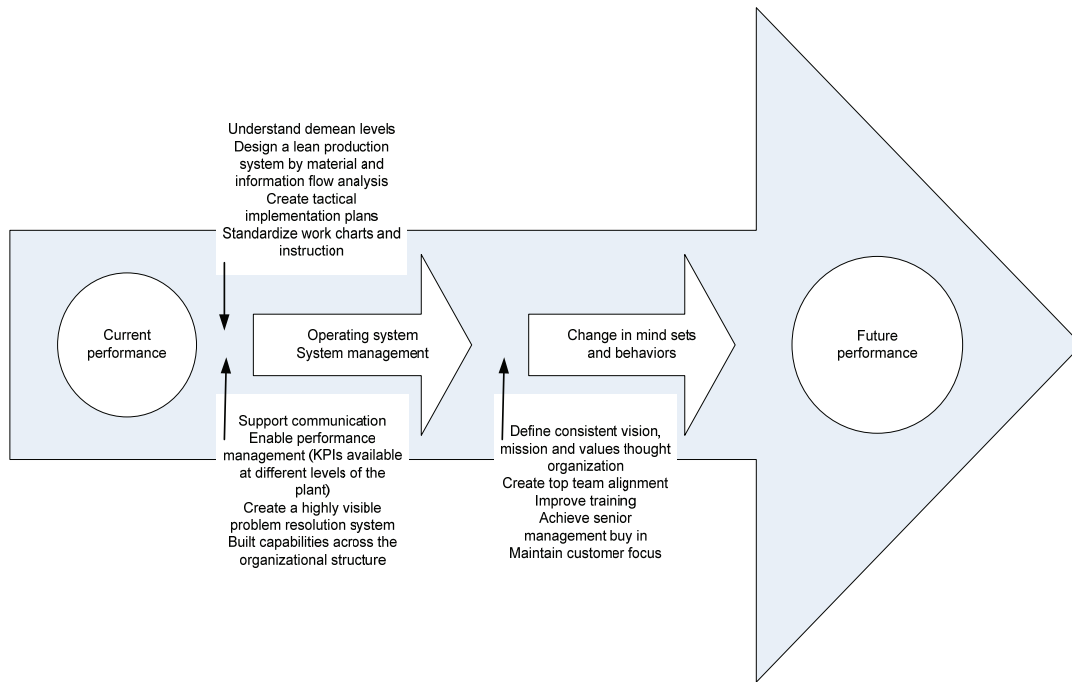 Understand demean levels
Design a lean production
system by material and
information flow analysis
Create tactical
implementation plans
Standardize work charts and
instruction
Current
performance
Operating system
System management
Change in mind sets
and behaviors
Future
performance
Support communication
Enable performance
management (KPIs available
at different levels of the
plant)
Create a highly visible
problem resolution system
Built capabilities across the
organizational structure
Define consistent vision,
mission and values thought
organization
Create top team alignment
Improve training
Achieve senior
management buy in
Maintain customer focus